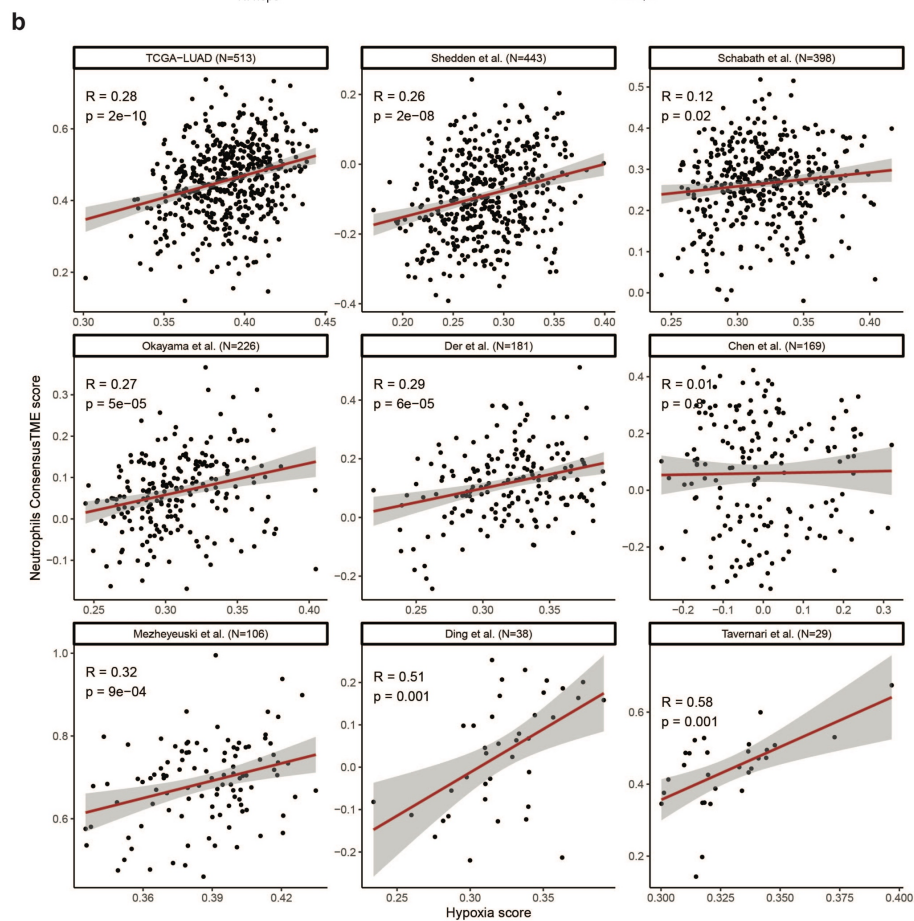 b
TCGA-LUAD (N=513)
R = 0.28
p = 2e-10
0.6
0.4
0.2
0.30
0.35
0.40
0.45
Shedden et al. (N=443)
R = 0.26
p = 2e-08
0.2
0.0
-0.2
-0.4
0.20
0.25
0.30
0.35
0.40
Schabath et al. (N=398)
R = 0.12
p = 0.02
0.5
0.4
0.3
0.2
0.1
0.0
0.25
0.30
0.35
0.40
Okayama et al. (N=226)
R = 0.27
p = 5e-05
0.3
0.2
0.1
0.0
-0.1
0.25
0.30
0.35
0.40
Der et al. (N=181)
R = 0.29
p = 6e-05
0.4
0.2
0.0
-0.2
0.25
0.30
0.35
Chen et al. (N=169)
R = 0.01
0.4
0.2
0.0
-0.2
-0.2
-0.1
0.0
0.1
0.2
0.3
Mezheyeuski et al. (N=106)
R = 0.32
p = 9e-04
1.0
0.8
0.6
0.36
0.39
0.42
Ding et al. (N=38)
R = 0.51
p = 0.001
0.2
0.1
0.0
-0.1
-0.2
0.25
0.30
0.35
Tavernari et al. (N=29)
R = 0.58
p = 0.001
0.6
0.4
0.2
0.300
0.325
0.350
0.375
0.400
Neutrophils ConsensusTME score
Hypoxia score